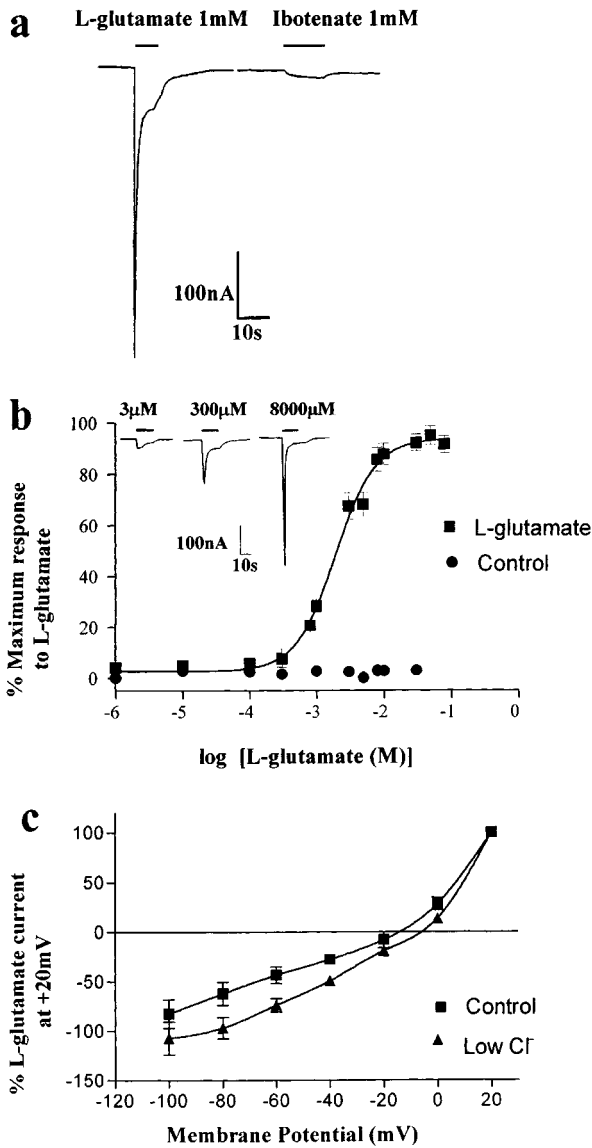 a
L-glutamate 1mM Ibotenate 1mM
100nA
10s
b
3µM 300µM 8000µM
100nA
10s
100
80
60
40
20
0
% Maximum response
to L-glutamate
L-glutamate
Control
-6 -5 -4 -3 -2 -1 0
log [L-glutamate (M)]
c
100
50
0
-50
-100
-150
% L-glutamate current
at +20mV
Control
Low Cl⁻
-120 -100 -80 -60 -40 -20 0 20
Membrane Potential (mV)